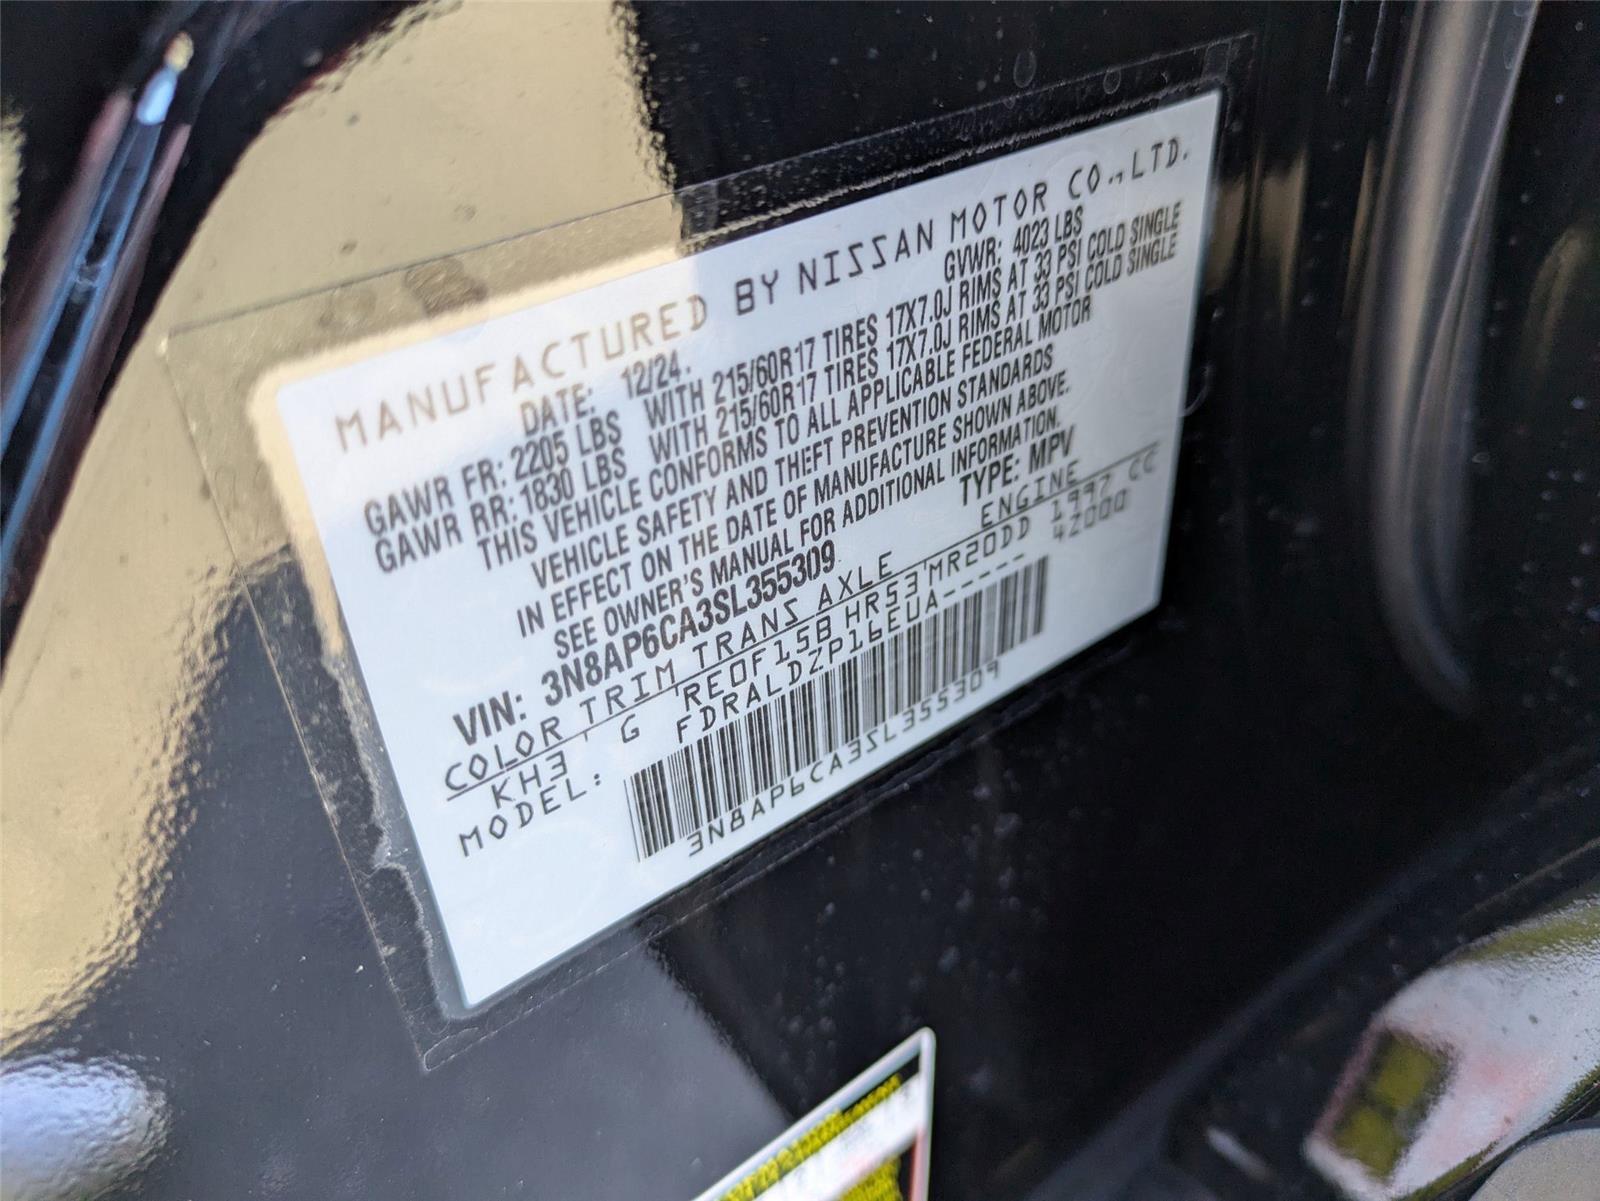 MANUFACTURED BY NISSAN MOTOR CO.,LTD.
DATE: 12/24. GVWR: 4023 LBS
GAWR FR: 2205 LBS WITH 215/60R17 TIRES 17X7.0J RIMS AT 33 PSI COLD SINGLE
GAWR RR: 1830 LBS WITH 215/60R17 TIRES 17X7.0J RIMS AT 33 PSI COLD SINGLE
THIS VEHICLE CONFORMS TO ALL APPLICABLE FEDERAL MOTOR
VEHICLE SAFETY AND THEFT PREVENTION STANDARDS
IN EFFECT ON THE DATE OF MANUFACTURE SHOWN ABOVE.
SEE OWNER'S MANUAL FOR ADDITIONAL INFORMATION.
VIN: 3N8AP6CA3SL355309 TYPE: MPV
COLOR TRIM TRANS AXLE ENGINE
KH3 G RE0F15B HR53 MR20DD 1997 CC
MODEL: FDRALDZP16EUA----- 4Z000
3N8AP6CA3SL355309